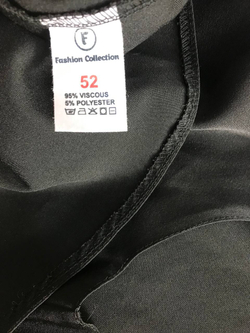 F
Fashion Collection
52
95% VISCOUS
5% POLYESTER